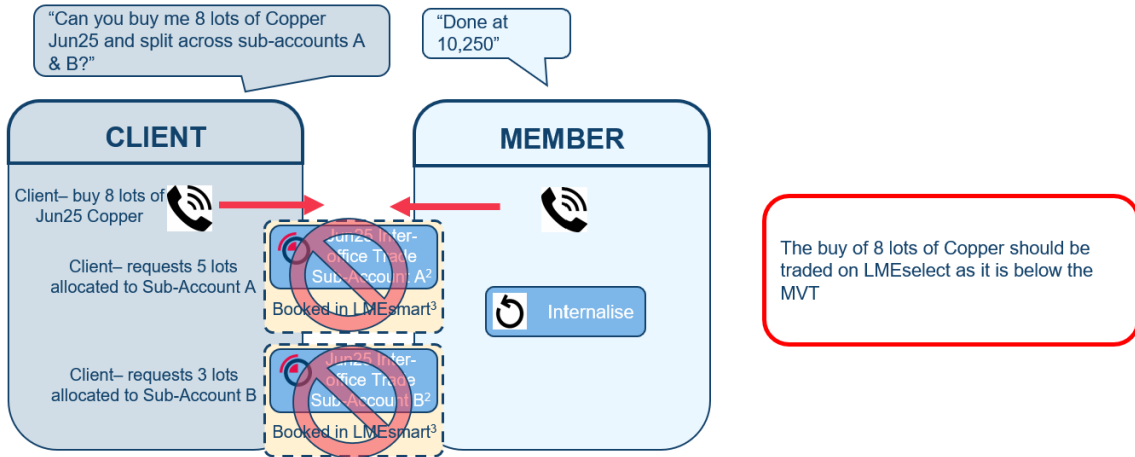 “Can you buy me 8 lots of Copper
Jun25 and split across sub-accounts A
& B?”
“Done at
10,250”
CLIENT
MEMBER
Client– buy 8 lots of
Jun25 Copper
Client– requests 5 lots
allocated to Sub-Account A
Jun25 Inter-
office Trade
Sub-Account A²
Booked in LMEsmart³
Internalise
Client– requests 3 lots
allocated to Sub-Account B
Jun25 Inter-
office Trade
Sub-Account B²
Booked in LMEsmart³
The buy of 8 lots of Copper should be
traded on LMEselect as it is below the
MVT